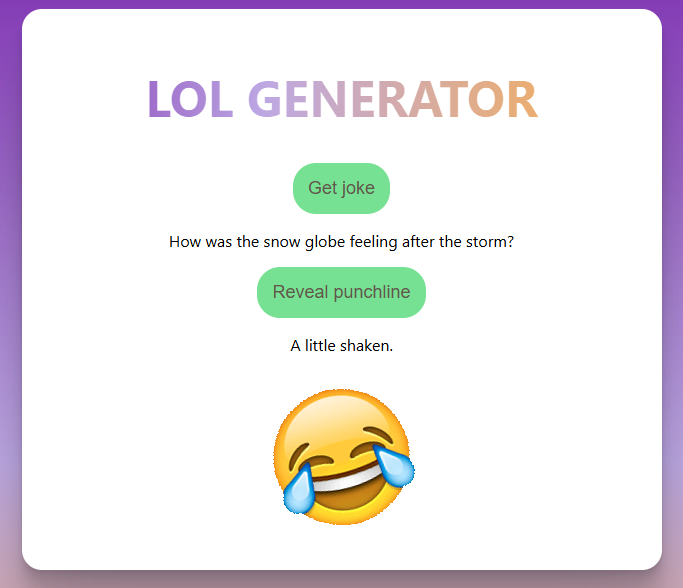 LOL GENERATOR
Get joke
How was the snow globe feeling after the storm?
Reveal punchline
A little shaken.